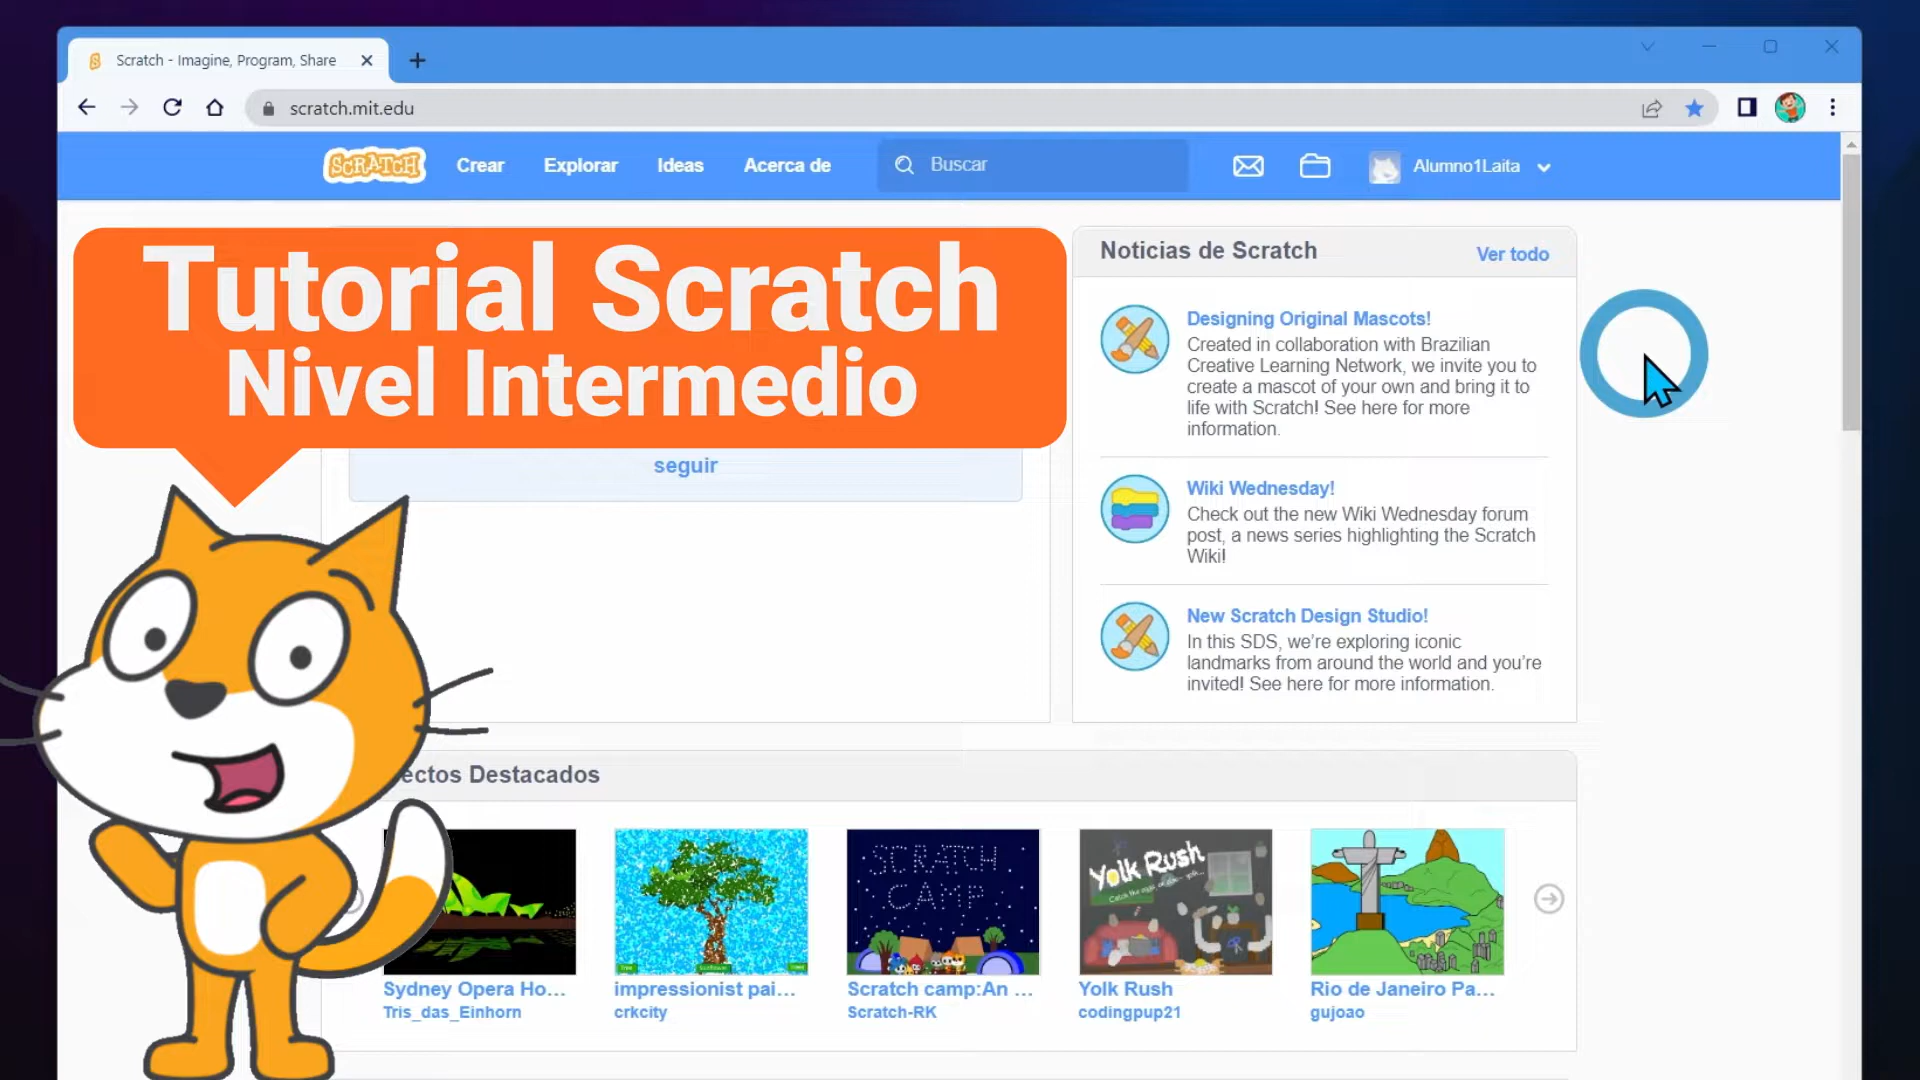 Scratch - Imagine, Program, Share
scratch.mit.edu
SCRATCH
Crear
Explorar
Ideas
Acerca de
Buscar
Alumno1Laita
Tutorial Scratch
Nivel Intermedio
seguir
Noticias de Scratch
Ver todo
Designing Original Mascots!
Created in collaboration with Brazilian
Creative Learning Network, we invite you to
create a mascot of your own and bring it to
life with Scratch! See here for more
information.
Wiki Wednesday!
Check out the new Wiki Wednesday forum
post, a news series highlighting the Scratch
Wiki!
New Scratch Design Studio!
In this SDS, we're exploring iconic
landmarks from around the world and you're
invited! See here for more information.
ectos Destacados
SCRATCH
CAMP
Yolk Rush
Sydney Opera Ho...
Tris_das_Einhorn
impressionist pai...
crkcity
Scratch camp:An ...
Scratch-RK
Yolk Rush
codingpup21
Rio de Janeiro Pa...
gujoao